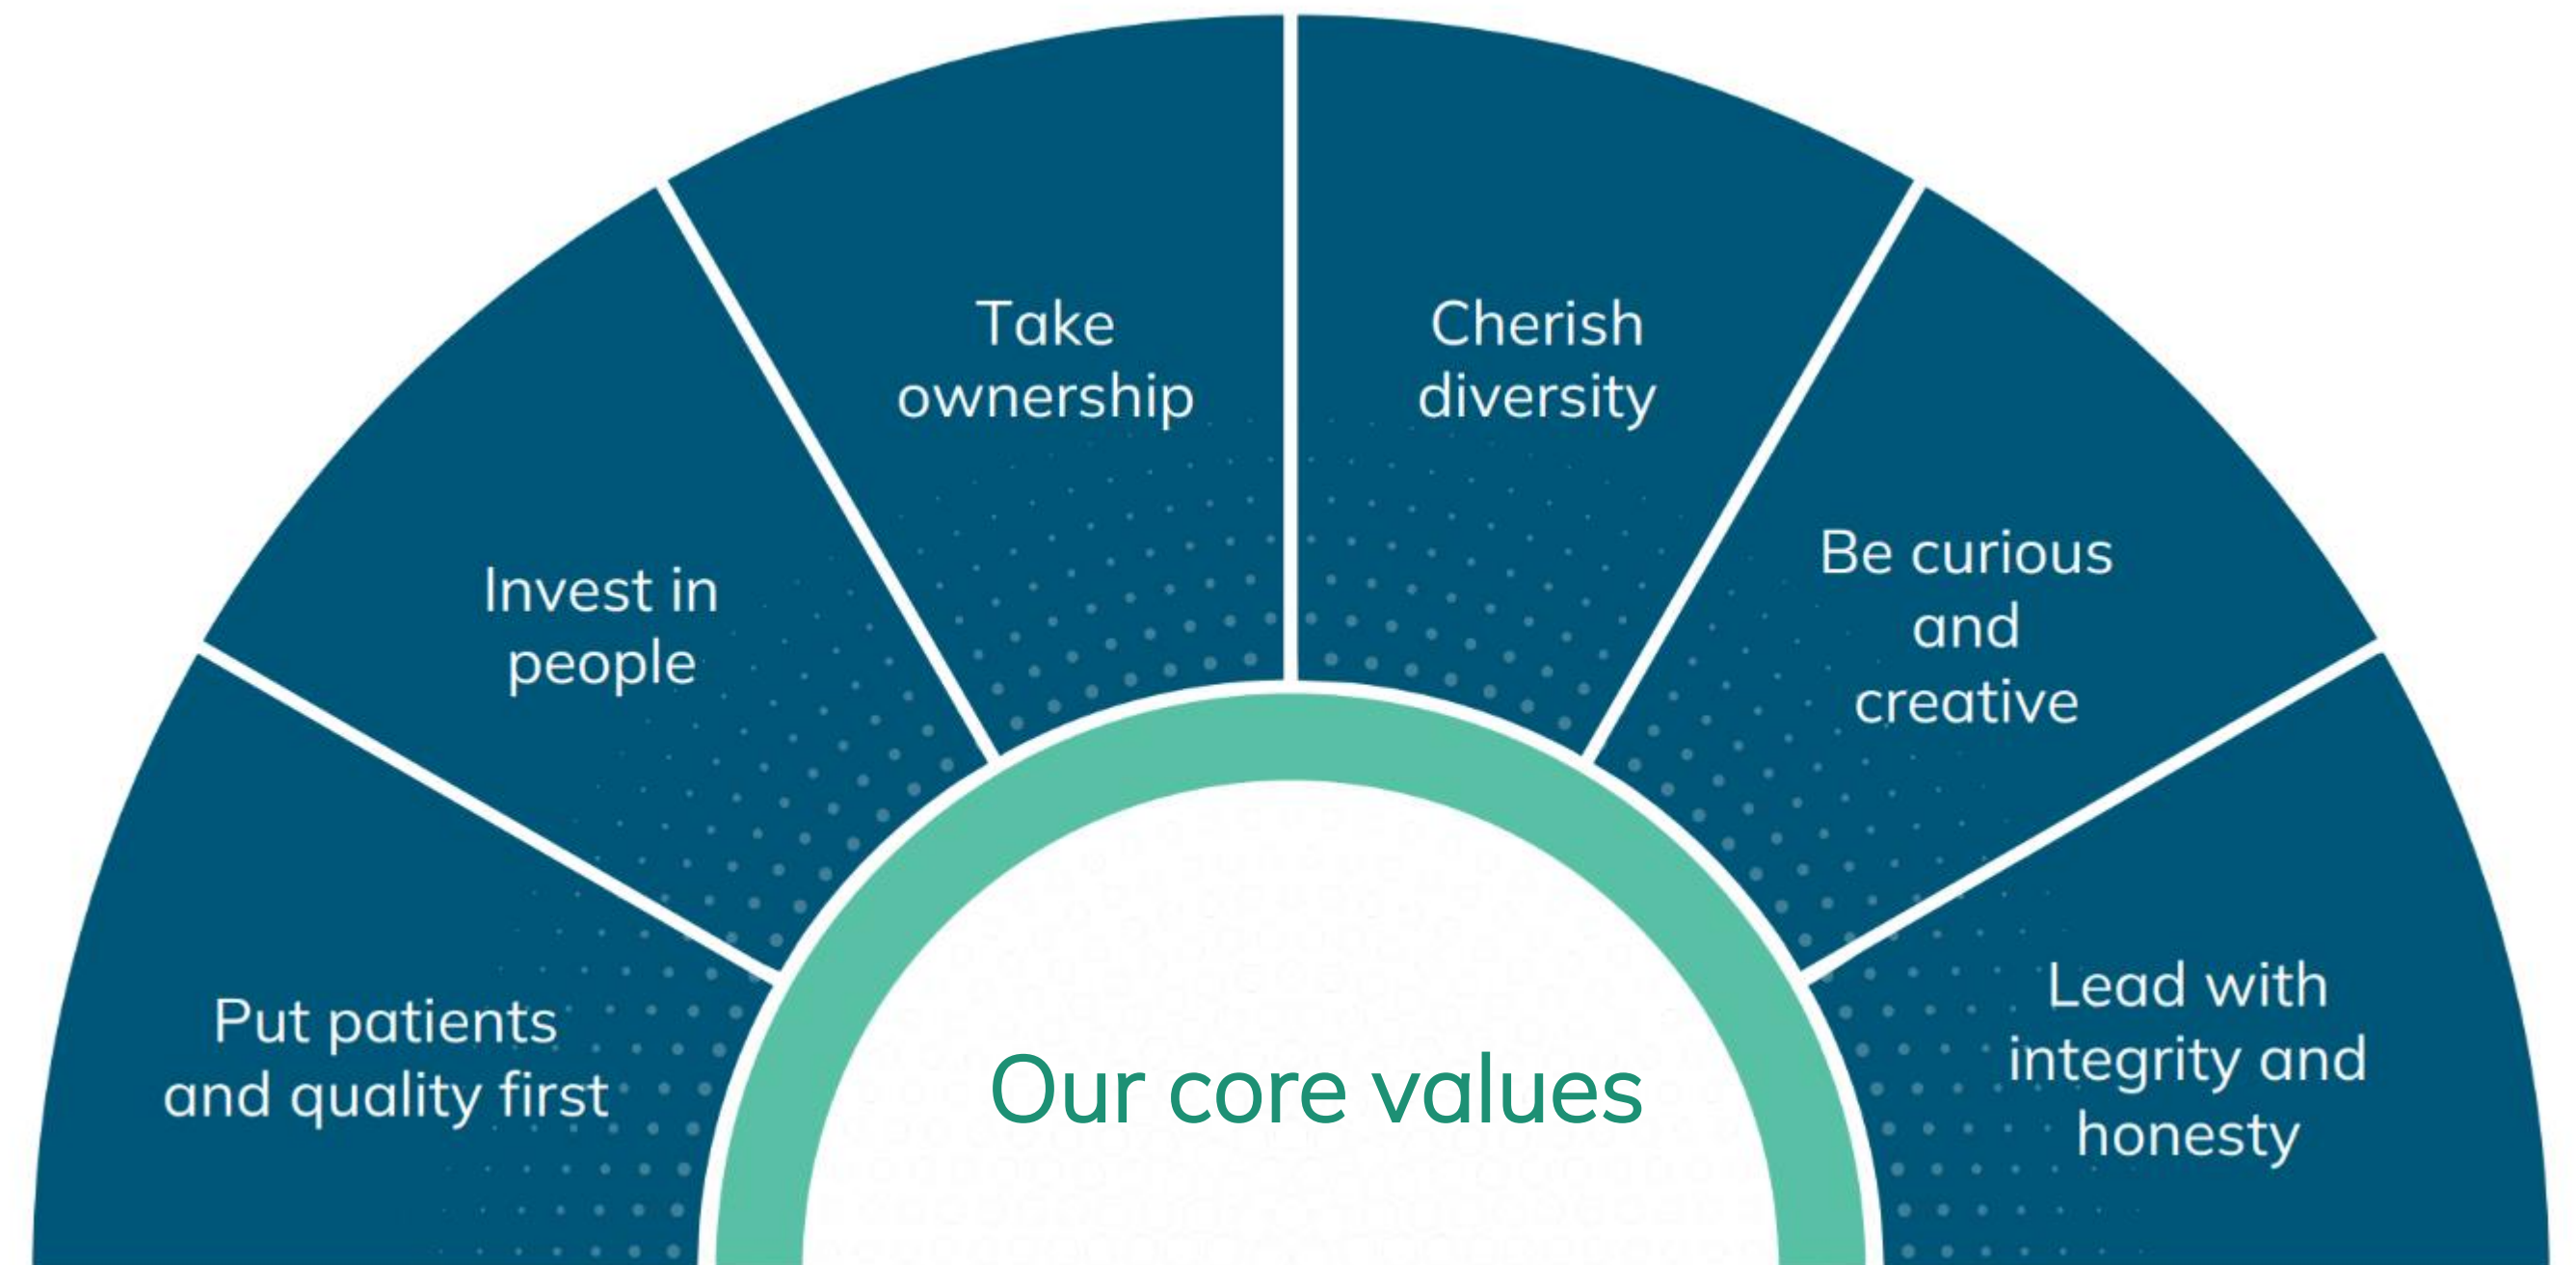 Put patients
and quality first
Invest in
people
Take
ownership
Cherish
diversity
Be curious
and
creative
Lead with
integrity and
honesty
Our core values